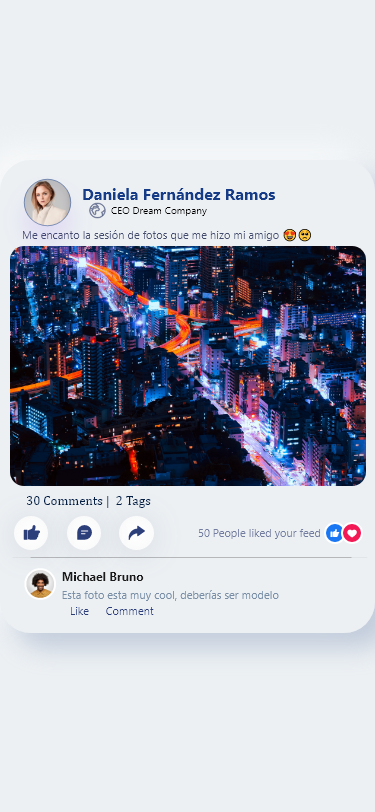 Daniela Fernández Ramos
CEO Dream Company
Me encanto la sesión de fotos que me hizo mi amigo 🤩🥺
30 Comments | 2 Tags
50 People liked your feed
Michael Bruno
Esta foto esta muy cool, deberías ser modelo
Like Comment